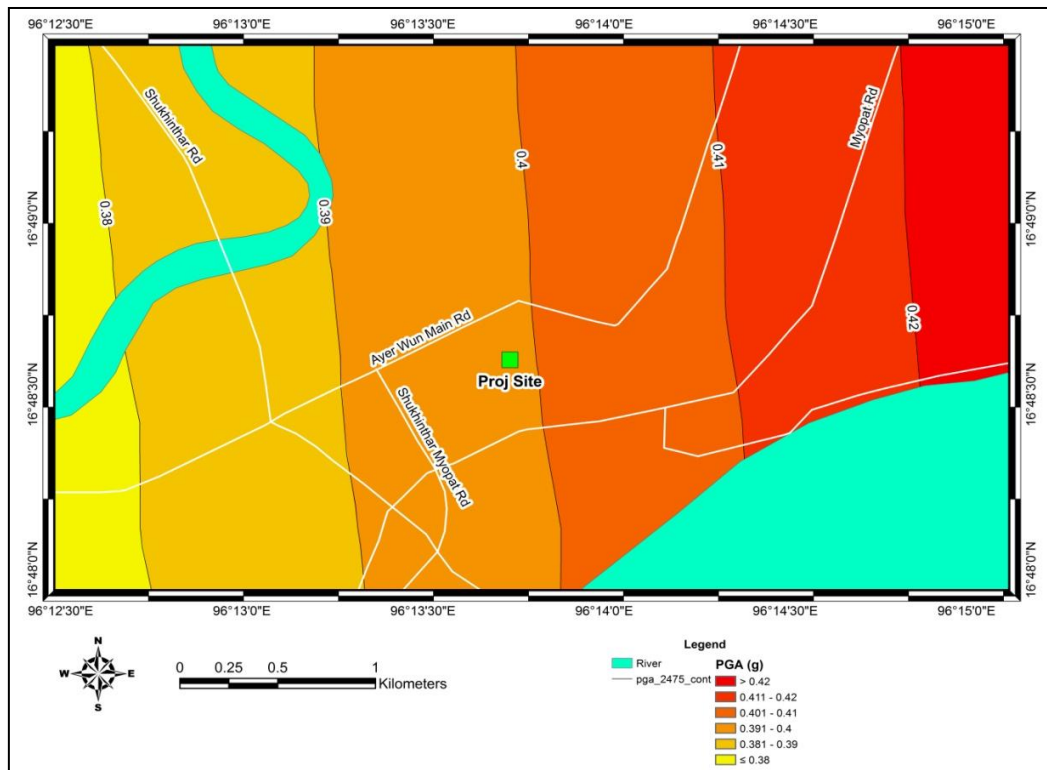 96°12'30"E 96°13'0"E 96°13'30"E 96°14'0"E 96°14'30"E 96°15'0"E
16°49'0"N
16°49'0"N
16°48'30"N
16°48'30"N
16°48'0"N
16°48'0"N
Shukhinthar Rd
Myopat Rd
0.38
0.39
0.4
0.41
0.42
Ayer Wun Main Rd
Proj Site
Shukhinthar Myopat Rd
96°12'30"E 96°13'0"E 96°13'30"E 96°14'0"E 96°14'30"E 96°15'0"E
N
W E
S
0 0.25 0.5 1
Kilometers
Legend
River
pga_2475_cont
PGA (g)
> 0.42
0.411 - 0.42
0.401 - 0.41
0.391 - 0.4
0.381 - 0.39
≤ 0.38